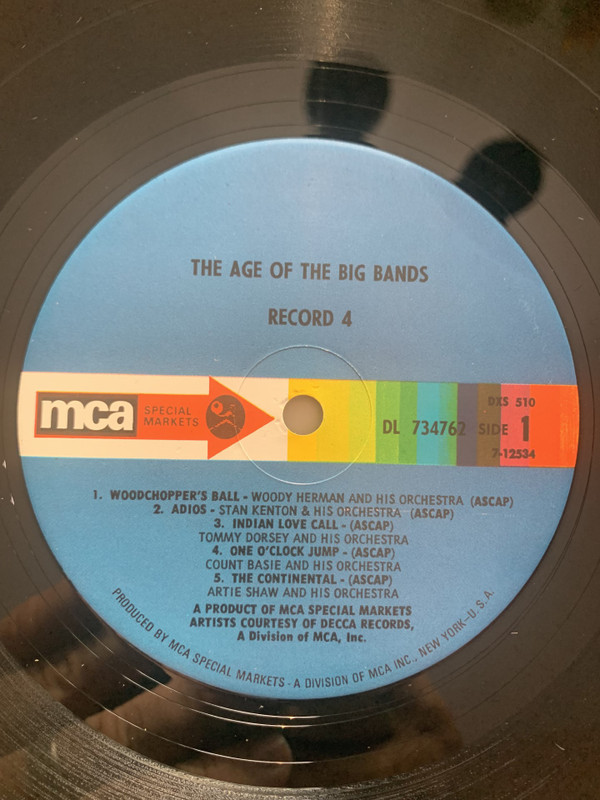 THE AGE OF THE BIG BANDS
RECORD 4
mca SPECIAL
MARKETS
DXS 510
DL 734762 SIDE 1
7-12534
1. WOODCHOPPER'S BALL - WOODY HERMAN AND HIS ORCHESTRA (ASCAP)
2. ADIOS - STAN KENTON & HIS ORCHESTRA (ASCAP)
3. INDIAN LOVE CALL - (ASCAP)
TOMMY DORSEY AND HIS ORCHESTRA
4. ONE O'CLOCK JUMP - (ASCAP)
COUNT BASIE AND HIS ORCHESTRA
5. THE CONTINENTAL - (ASCAP)
ARTIE SHAW AND HIS ORCHESTRA
A PRODUCT OF MCA SPECIAL MARKETS
ARTISTS COURTESY OF DECCA RECORDS,
A Division of MCA, Inc.
PRODUCED BY MCA SPECIAL MARKETS - A DIVISION OF MCA INC., NEW YORK-U.S.A.